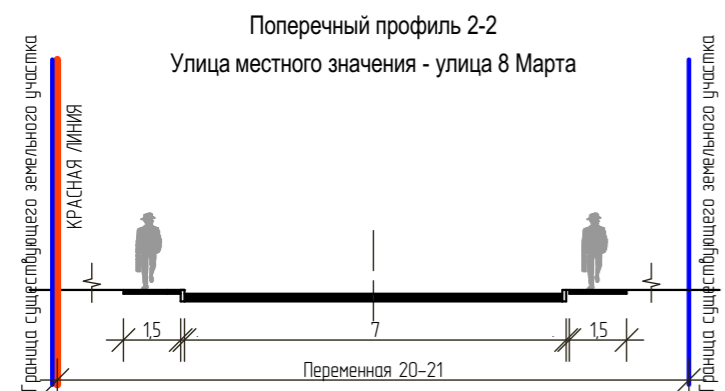 Поперечный профиль 2-2
Улица местного значения - улица 8 Марта
Граница существующего земельного участка
КРАСНАЯ ЛИНИЯ
Граница существующего земельного участка
1,5
7
1,5
Переменная 20-21